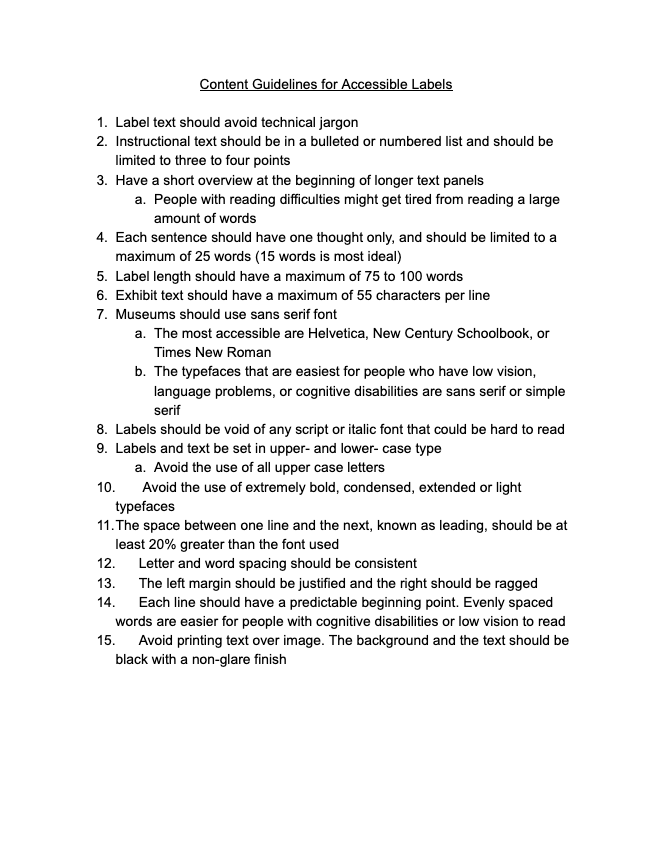 Content Guidelines for Accessible Labels
1. Label text should avoid technical jargon
2. Instructional text should be in a bulleted or numbered list and should be
limited to three to four points
3. Have a short overview at the beginning of longer text panels
a. People with reading difficulties might get tired from reading a large
amount of words
4. Each sentence should have one thought only, and should be limited to a
maximum of 25 words (15 words is most ideal)
5. Label length should have a maximum of 75 to 100 words
6. Exhibit text should have a maximum of 55 characters per line
7. Museums should use sans serif font
a. The most accessible are Helvetica, New Century Schoolbook, or
Times New Roman
b. The typefaces that are easiest for people who have low vision,
language problems, or cognitive disabilities are sans serif or simple
serif
8. Labels should be void of any script or italic font that could be hard to read
9. Labels and text be set in upper- and lower- case type
a. Avoid the use of all upper case letters
10. Avoid the use of extremely bold, condensed, extended or light
typefaces
11. The space between one line and the next, known as leading, should be at
least 20% greater than the font used
12. Letter and word spacing should be consistent
13. The left margin should be justified and the right should be ragged
14. Each line should have a predictable beginning point. Evenly spaced
words are easier for people with cognitive disabilities or low vision to read
15. Avoid printing text over image. The background and the text should be
black with a non-glare finish